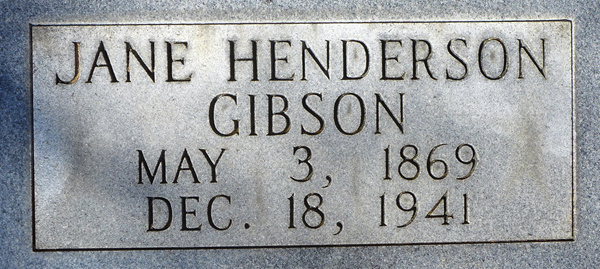 JANE HENDERSON
GIBSON
MAY 3, 1869
DEC. 18, 1941